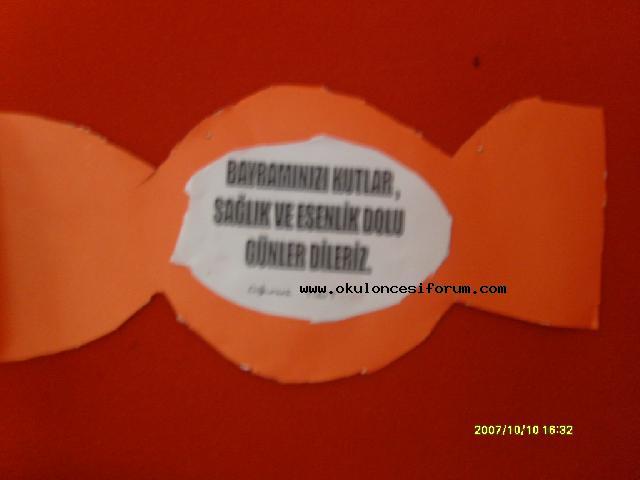 BAYRAMINIZI KUTLAR,
SAĞLIK VE ESENLİK DOLU
GÜNLER DİLERİZ.
www.okuloncesiforum.com
2007/10/10 16:32